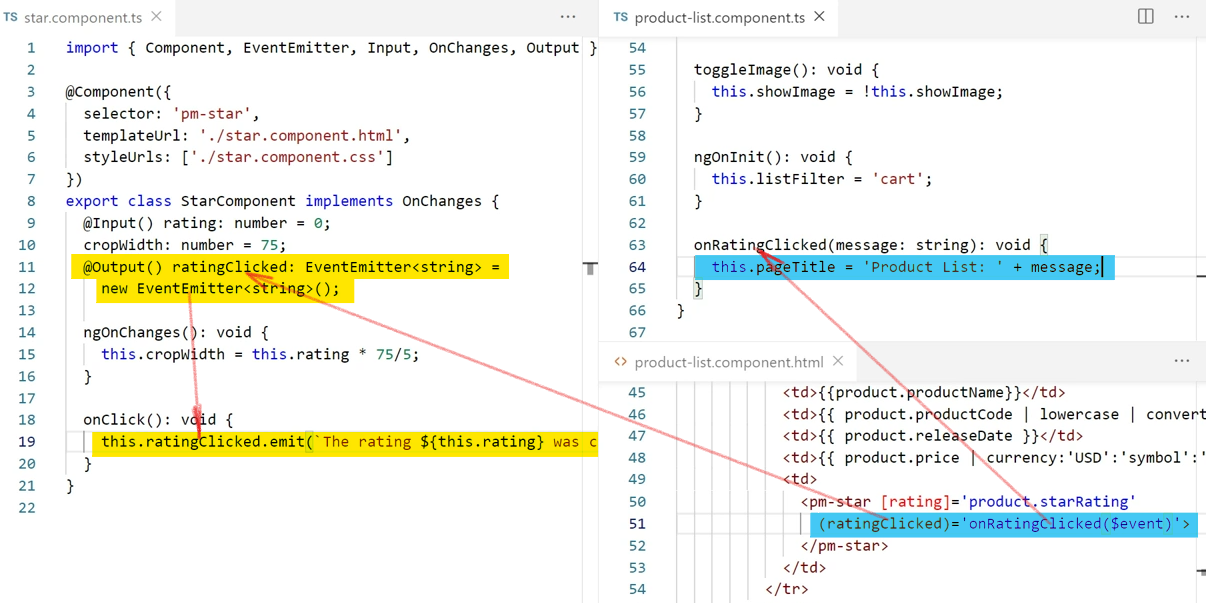 TS star.component.ts ✕ ···
1 import { Component, EventEmitter, Input, OnChanges, Output }
2
3 @Component({
4 selector: 'pm-star',
5 templateUrl: './star.component.html',
6 styleUrls: ['./star.component.css']
7 })
8 export class StarComponent implements OnChanges {
9 @Input() rating: number = 0;
10 cropWidth: number = 75;
11 @Output() ratingClicked: EventEmitter<string> =
12 new EventEmitter<string>();
13
14 ngOnChanges(): void {
15 this.cropWidth = this.rating * 75/5;
16 }
17
18 onClick(): void {
19 this.ratingClicked.emit(`The rating ${this.rating} was c
20 }
21 }
22
TS product-list.component.ts ✕ ···
54
55 toggleImage(): void {
56 this.showImage = !this.showImage;
57 }
58
59 ngOnInit(): void {
60 this.listFilter = 'cart';
61 }
62
63 onRatingClicked(message: string): void {
64 this.pageTitle = 'Product List: ' + message;
65 }
66 }
67
<> product-list.component.html ✕ ···
45 <td>{{product.productName}}</td>
46 <td>{{ product.productCode | lowercase | convert
47 <td>{{ product.releaseDate }}</td>
48 <td>{{ product.price | currency:'USD':'symbol':'
49 <td>
50 <pm-star [rating]='product.starRating'
51 (ratingClicked)='onRatingClicked($event)'>
52 </pm-star>
53 </td>
54 </tr>